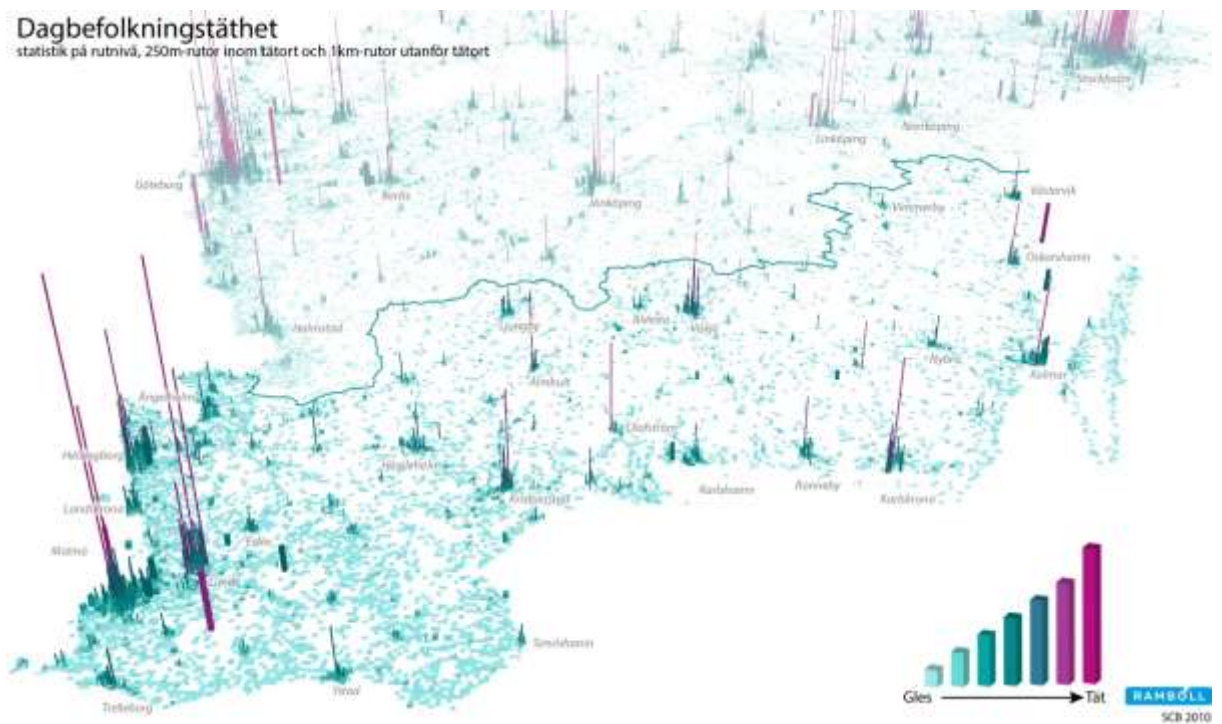 Dagbefolkningstäthet
statistik på rutnivå, 250m-rutor inom tätort och 1km-rutor utanför tätort
Stockholm
Norrköping
Linköping
Göteborg
Borås
Jönköping
Västervik
Vimmerby
Oskarshamn
Halmstad
Ljungby
Alvesta
Växjö
Nybro
Kalmar
Älmhult
Ängelholm
Olofström
Helsingborg
Hässleholm
Kristianstad
Karlshamn
Ronneby
Karlskrona
Landskrona
Malmö
Eslöv
Lund
Simrishamn
Ystad
Trelleborg
Gles
Tät
RAMBOLL
SCB 2010